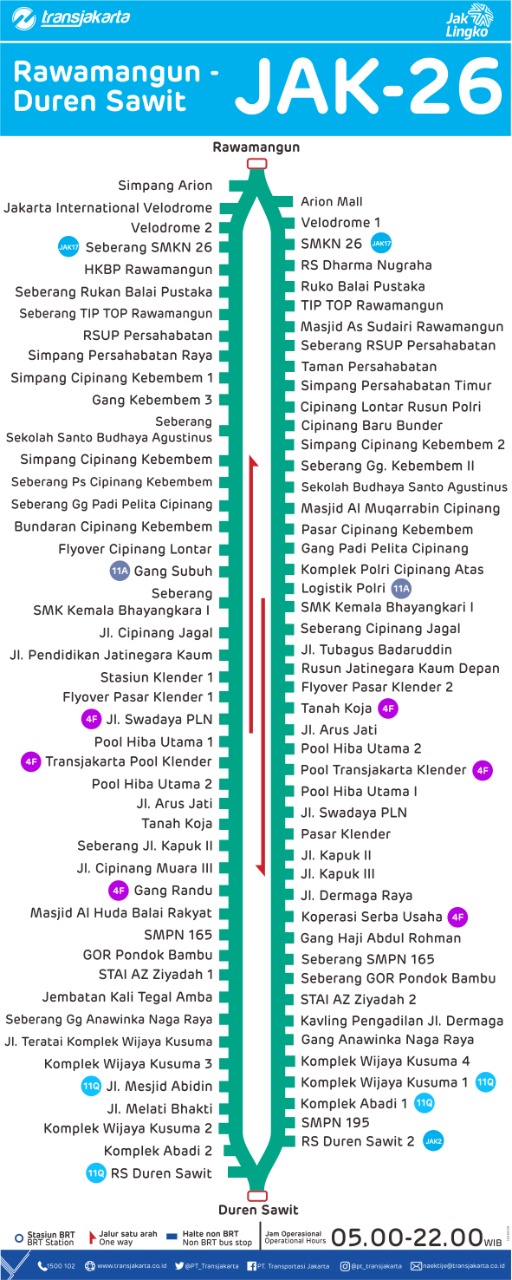 transjakarta
Jak
Lingko
Rawamangun -
Duren Sawit
JAK-26
Rawamangun
Simpang Arion
Jakarta International Velodrome
Velodrome 2
JAK17 Seberang SMKN 26
HKBP Rawamangun
Seberang Rukan Balai Pustaka
Seberang TIP TOP Rawamangun
RSUP Persahabatan
Simpang Persahabatan Raya
Simpang Cipinang Kebembem 1
Gang Kebembem 3
Seberang
Sekolah Santo Budhaya Agustinus
Simpang Cipinang Kebembem
Seberang Ps Cipinang Kebembem
Seberang Gg Padi Pelita Cipinang
Bundaran Cipinang Kebembem
Flyover Cipinang Lontar
11A Gang Subuh
Seberang
SMK Kemala Bhayangkara I
Jl. Cipinang Jagal
Jl. Pendidikan Jatinegara Kaum
Stasiun Klender 1
Flyover Pasar Klender 1
4F Jl. Swadaya PLN
Pool Hiba Utama 1
4F Transjakarta Pool Klender
Pool Hiba Utama 2
Jl. Arus Jati
Tanah Koja
Seberang Jl. Kapuk II
Jl. Cipinang Muara III
4F Gang Randu
Masjid Al Huda Balai Rakyat
SMPN 165
GOR Pondok Bambu
STAI AZ Ziyadah 1
Jembatan Kali Tegal Amba
Seberang Gg Anawinka Naga Raya
Jl. Teratai Komplek Wijaya Kusuma
Komplek Wijaya Kusuma 3
11Q Jl. Mesjid Abidin
Jl. Melati Bhakti
Komplek Wijaya Kusuma 2
Komplek Abadi 2
11Q RS Duren Sawit
Arion Mall
Velodrome 1
SMKN 26 JAK17
RS Dharma Nugraha
Ruko Balai Pustaka
TIP TOP Rawamangun
Masjid As Sudairi Rawamangun
Seberang RSUP Persahabatan
Taman Persahabatan
Simpang Persahabatan Timur
Cipinang Lontar Rusun Polri
Cipinang Baru Bunder
Simpang Cipinang Kebembem 2
Seberang Gg. Kebembem II
Sekolah Budhaya Santo Agustinus
Masjid Al Muqarrabin Cipinang
Pasar Cipinang Kebembem
Gang Padi Pelita Cipinang
Komplek Polri Cipinang Atas
Logistik Polri 11A
SMK Kemala Bhayangkari I
Seberang Cipinang Jagal
Jl. Tubagus Badaruddin
Rusun Jatinegara Kaum Depan
Flyover Pasar Klender 2
Tanah Koja 4F
Jl. Arus Jati
Pool Hiba Utama 2
Pool Transjakarta Klender 4F
Pool Hiba Utama I
Jl. Swadaya PLN
Pasar Klender
Jl. Kapuk II
Jl. Kapuk III
Jl. Dermaga Raya
Koperasi Serba Usaha 4F
Gang Haji Abdul Rohman
Seberang SMPN 165
Seberang GOR Pondok Bambu
STAI AZ Ziyadah 2
Kavling Pengadilan Jl. Dermaga
Gang Anawinka Naga Raya
Komplek Wijaya Kusuma 4
Komplek Wijaya Kusuma 1 11Q
Komplek Abadi 1 11Q
SMPN 195
RS Duren Sawit 2 JAK2
Duren Sawit
Stasiun BRT
BRT Station
Jalur satu arah
One way
Halte non BRT
Non BRT bus stop
Jam Operasional
Operational Hours
05.00-22.00 WIB
1500 102
www.transjakarta.co.id
@PT_Transjakarta
PT. Transportasi Jakarta
@pt_transjakarta
naektije@transjakarta.co.id